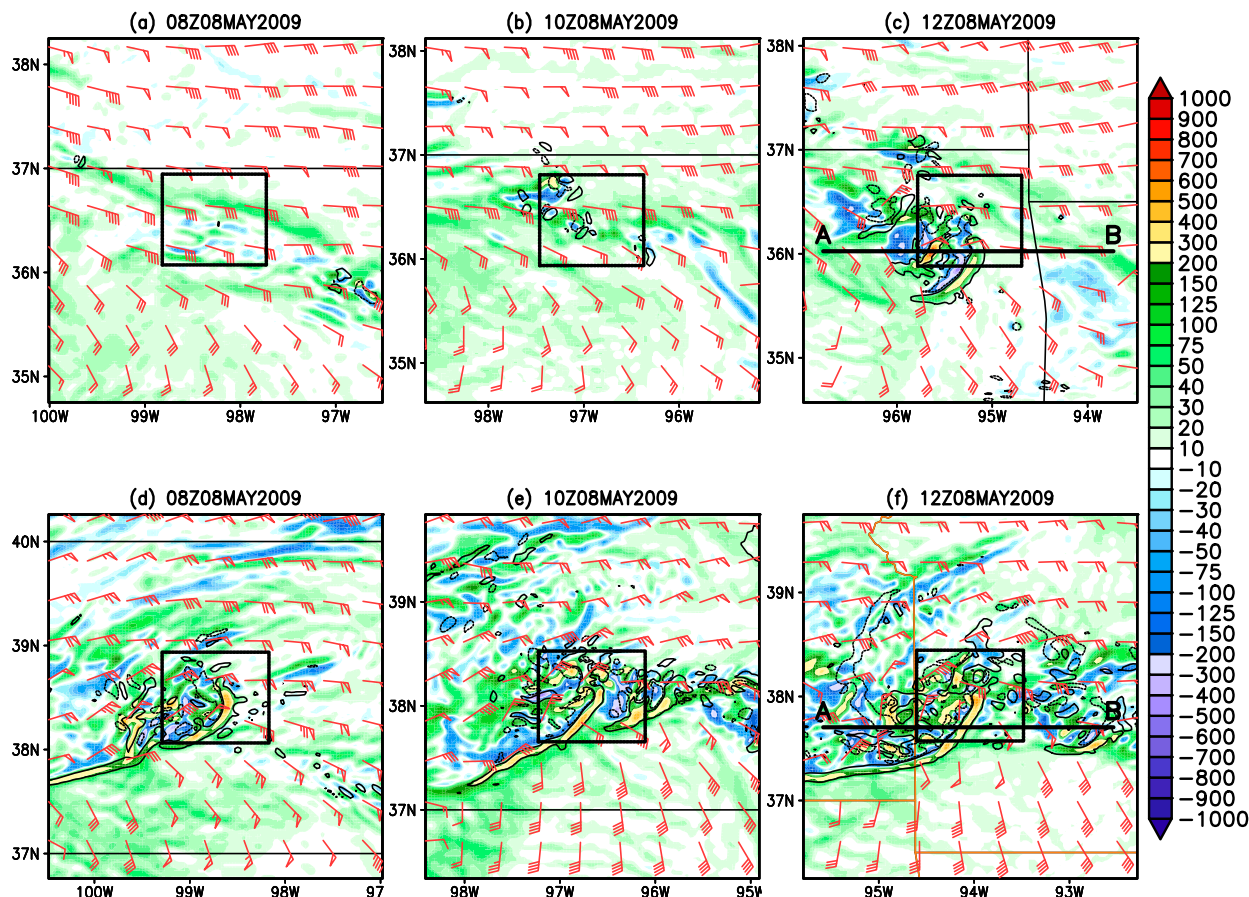 (a) 08Z08MAY2009
(b) 10Z08MAY2009
(c) 12Z08MAY2009
38N
37N
36N
35N
100W 99W 98W 97W
38N
37N
36N
35N
98W 97W 96W
38N
37N
36N
35N
96W 95W 94W
A B
1000
900
800
700
600
500
400
300
200
150
125
100
75
50
40
30
20
10
-10
-20
-30
-40
-50
-75
-100
-125
-150
-200
-300
-400
-500
-600
-700
-800
-900
-1000
(d) 08Z08MAY2009
(e) 10Z08MAY2009
(f) 12Z08MAY2009
40N
39N
38N
37N
100W 99W 98W 97
39N
38N
37N
98W 97W 96W 95W
39N
38N
37N
95W 94W 93W
A B